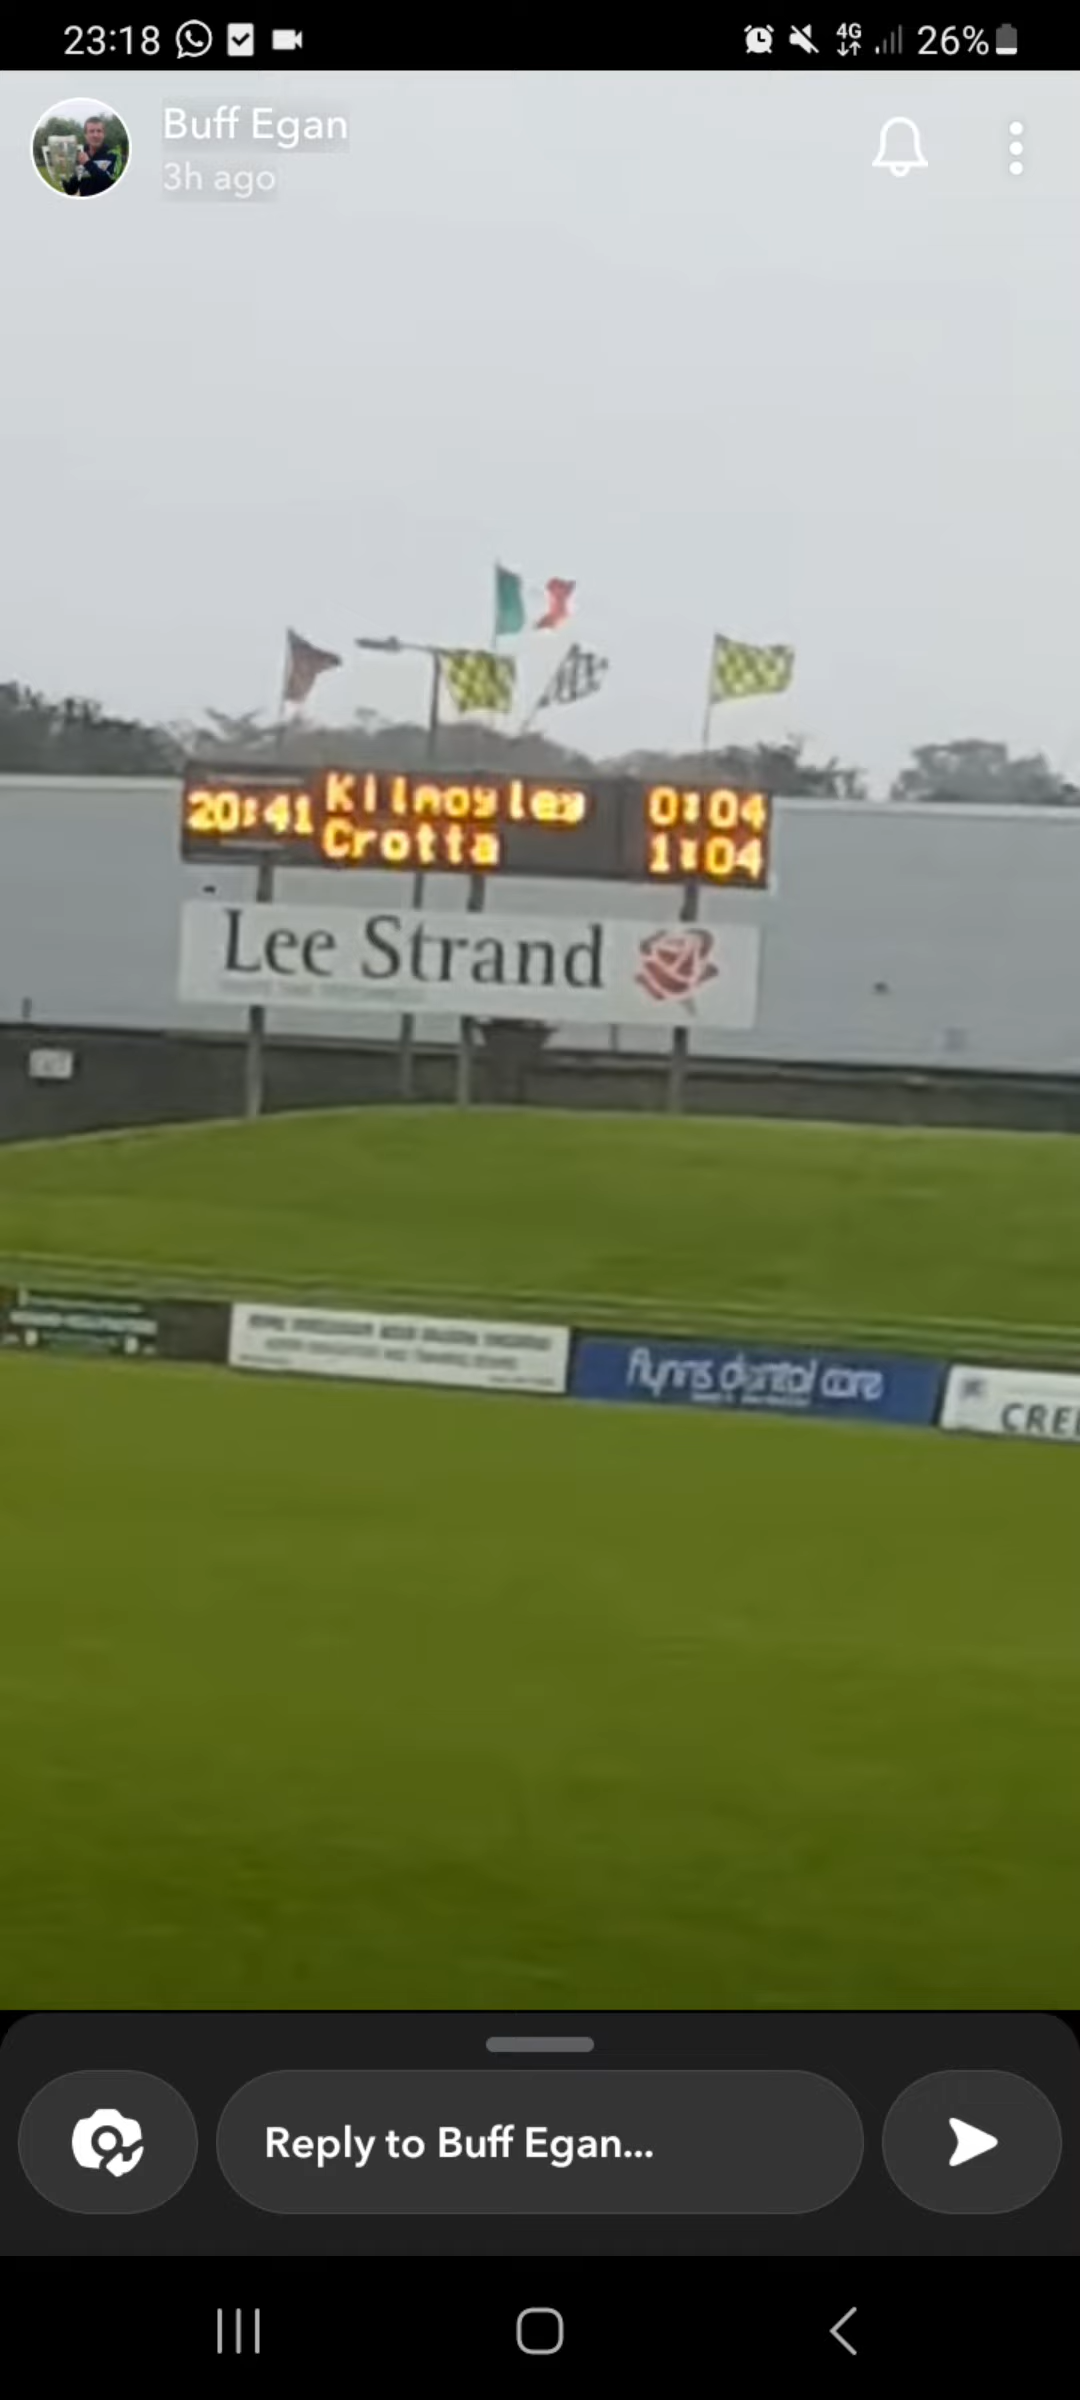 23:18
4G
26%
Buff Egan
3h ago
20:41
Kilmoyley 0:04
Crotta 1:04
Lee Strand
flynns dental care
CRE
Reply to Buff Egan...